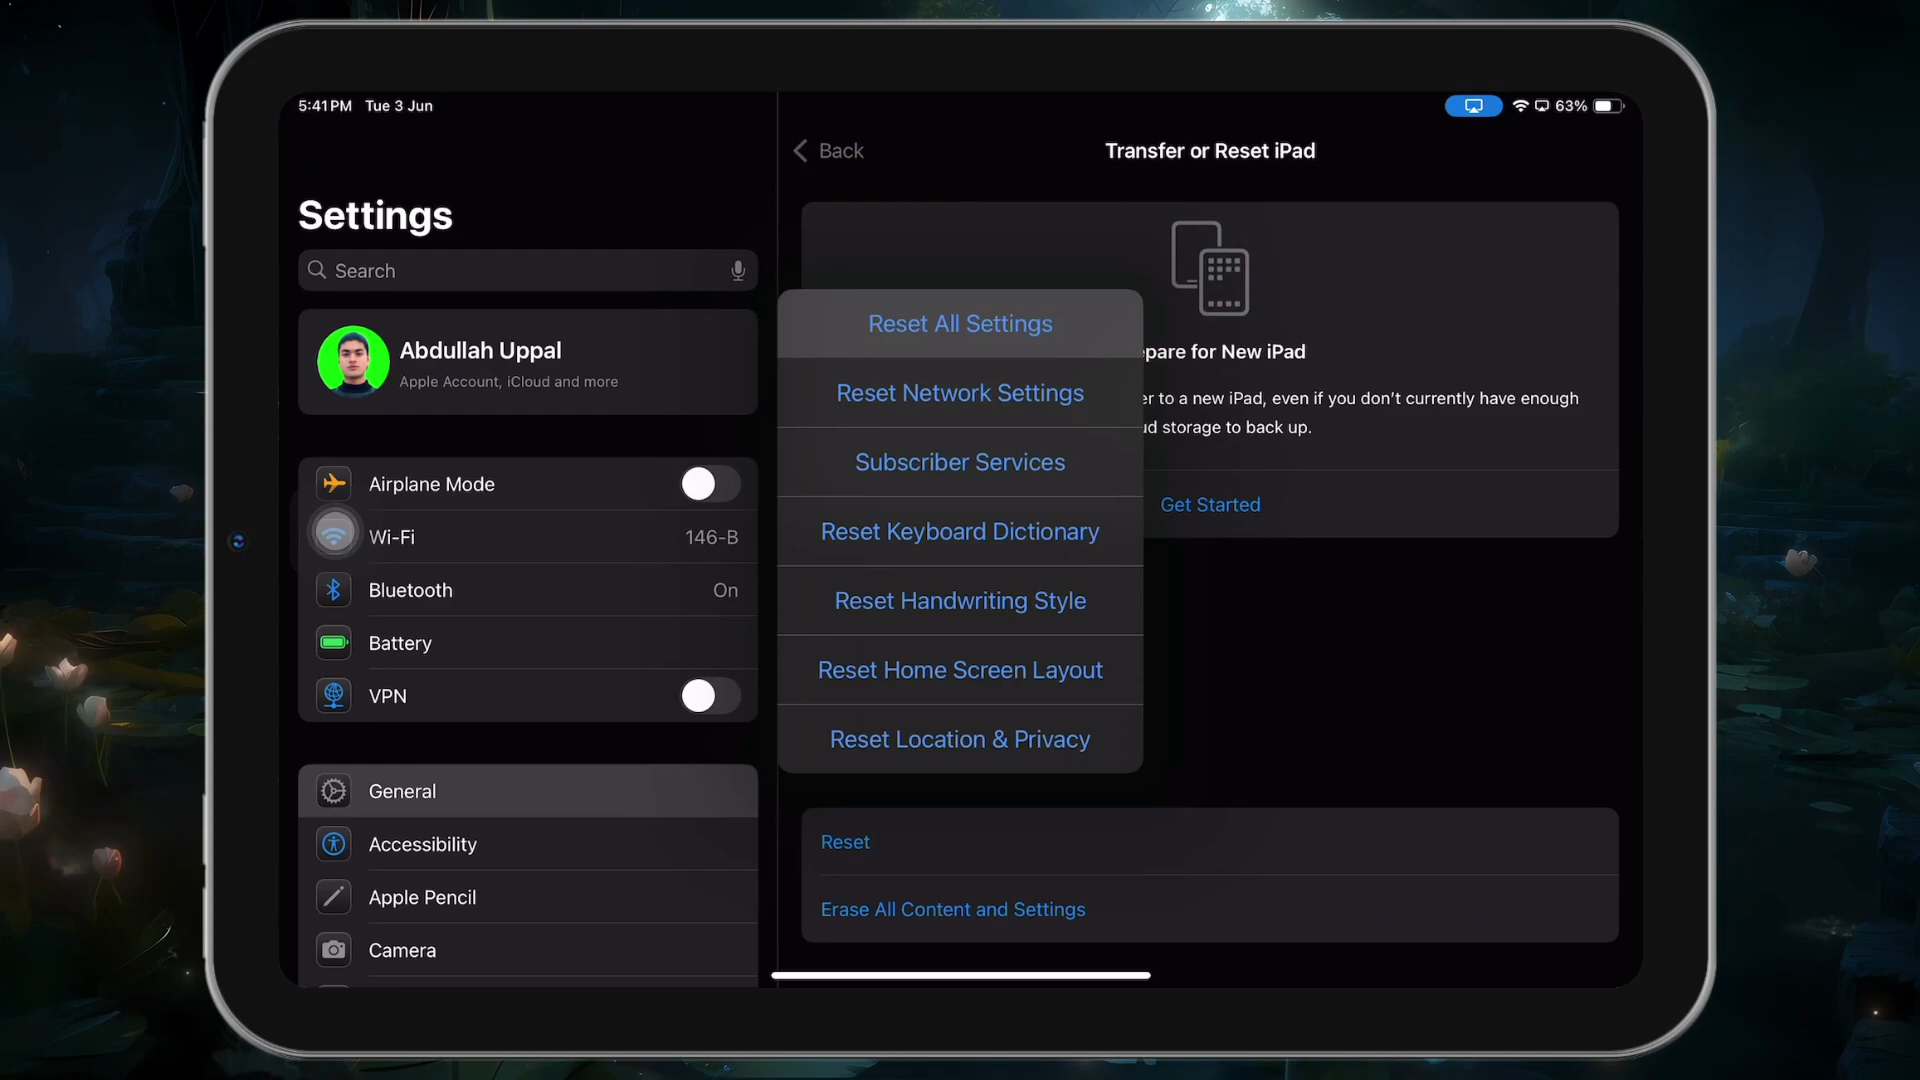 5:41 PM Tue 3 Jun
63%
Settings
Search
Abdullah Uppal
Apple Account, iCloud and more
Airplane Mode
Wi-Fi 146-B
Bluetooth On
Battery
VPN
General
Accessibility
Apple Pencil
Camera
Back
Transfer or Reset iPad
Reset All Settings
Reset Network Settings
Subscriber Services
Reset Keyboard Dictionary
Reset Handwriting Style
Reset Home Screen Layout
Reset Location & Privacy
for New iPad
to a new iPad, even if you don't currently have enough
storage to back up.
Get Started
Reset
Erase All Content and Settings